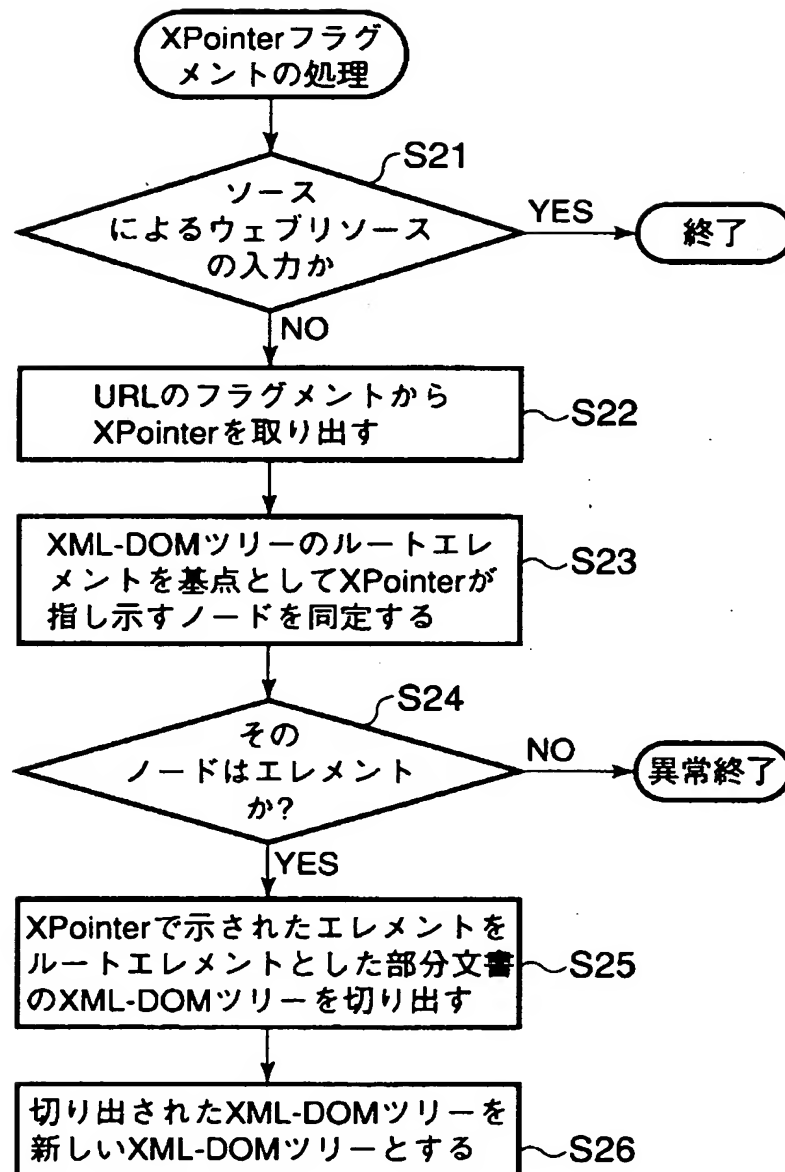 XPointerフラグ
メントの処理
S21
ソース
によるウェブリソース
の入力か
YES
終了
NO
URLのフラグメントから
XPointerを取り出す
S22
XML-DOMツリーのルートエレ
メントを基点としてXPointerが
指し示すノードを同定する
S23
S24
その
ノードはエレメント
か?
NO
異常終了
YES
XPointerで示されたエレメントを
ルートエレメントとした部分文書
のXML-DOMツリーを切り出す
S25
切り出されたXML-DOMツリーを
新しいXML-DOMツリーとする
S26